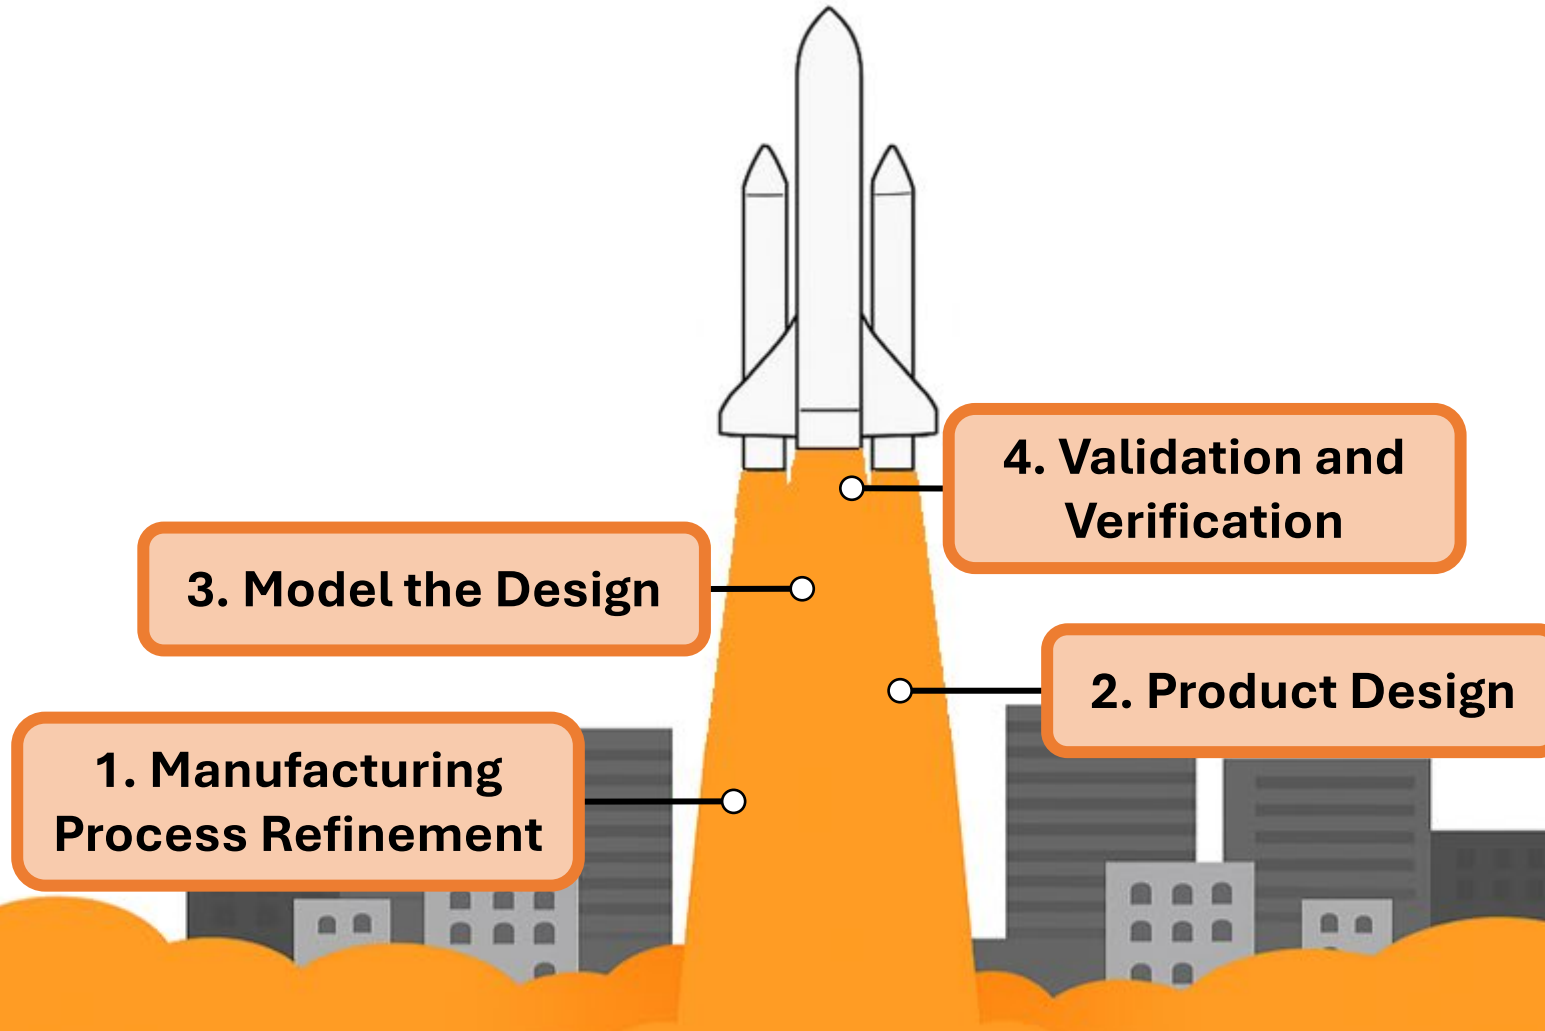 4. Validation and
Verification
3. Model the Design
2. Product Design
1. Manufacturing
Process Refinement